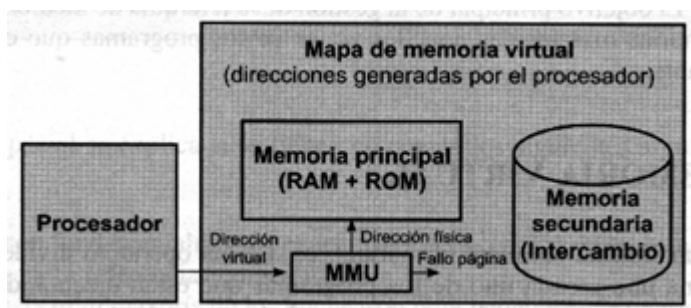 Mapa de memoria virtual
(direcciones generadas por el procesador)
Memoria principal
(RAM + ROM)
Memoria
secundaria
(Intercambio)
Procesador
Dirección
virtual
Dirección física
Fallo página
MMU